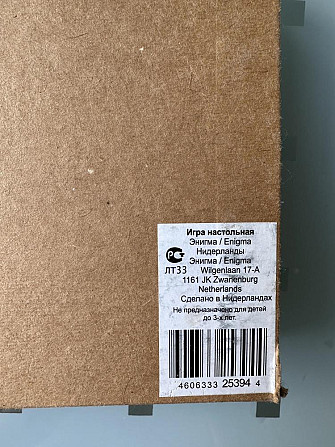 Игра настольная
Энигма / Enigma
Нидерланды
Энигма / Enigma
ЛТ33 Wilgenlaan 17-A
1161 JK Zwanenburg
Netherlands
Сделано в Нидерландах
Не предназначено для детей
до 3-х лет.
4606333 25394 4